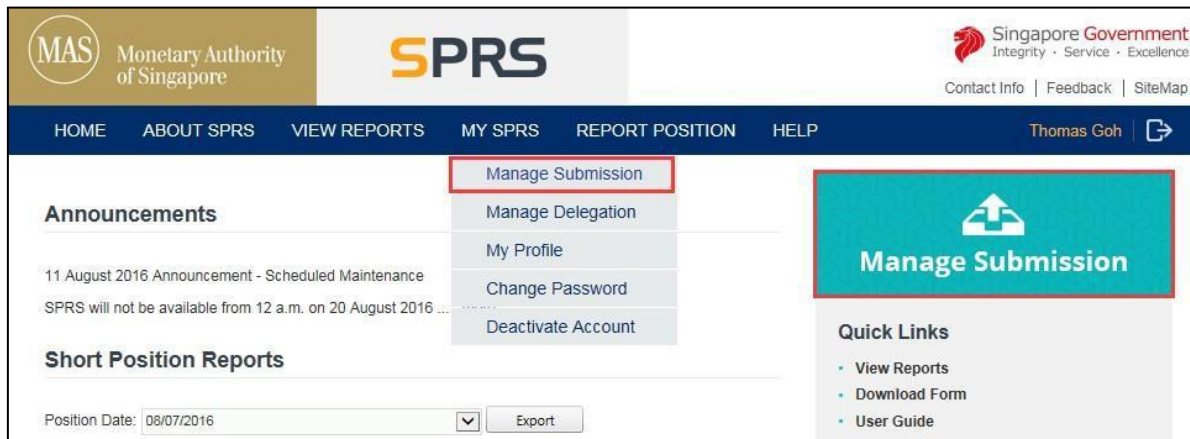 MAS
Monetary Authority
of Singapore
SPRS
Singapore Government
Integrity · Service · Excellence
Contact Info | Feedback | SiteMap
HOME ABOUT SPRS VIEW REPORTS MY SPRS REPORT POSITION HELP Thomas Goh
Manage Submission
Manage Delegation
My Profile
Change Password
Deactivate Account
Announcements
11 August 2016 Announcement - Scheduled Maintenance
SPRS will not be available from 12 a.m. on 20 August 2016 ...
Short Position Reports
Position Date: 08/07/2016 Export
Manage Submission
Quick Links
• View Reports
• Download Form
• User Guide